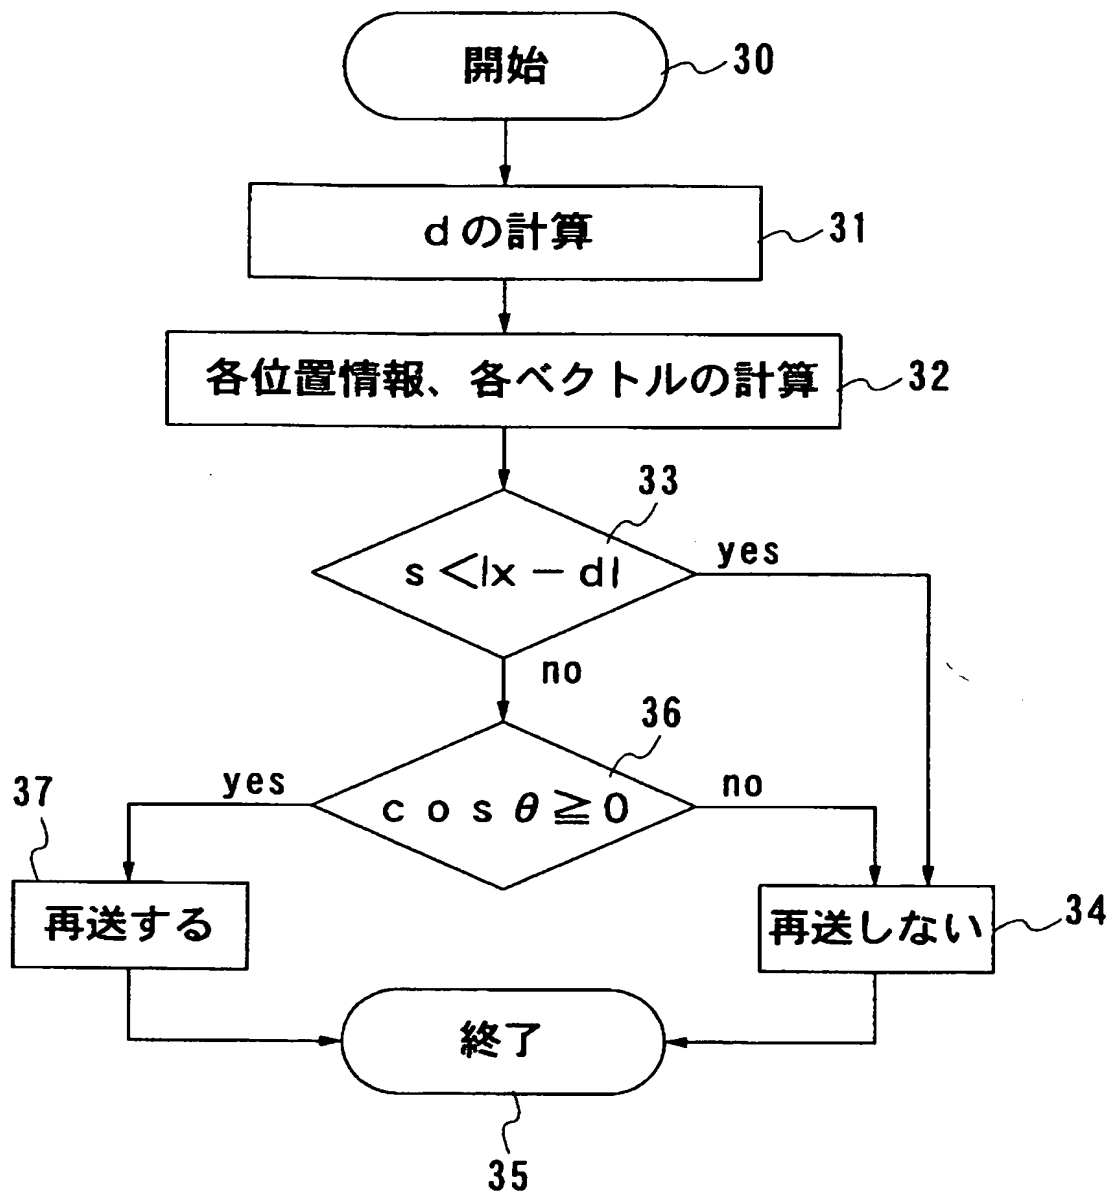 開始
30
dの計算
31
各位置情報、各ベクトルの計算
32
33
s<|x-d|
yes
no
36
cosθ≧0
yes
no
37
再送する
再送しない
34
終了
35